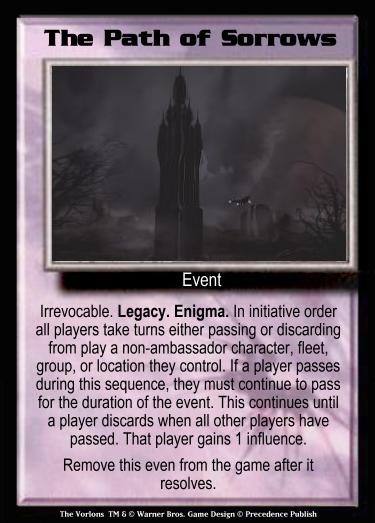 The Path of Sorrows
Event
Irrevocable. Legacy. Enigma. In initiative order
all players take turns either passing or discarding
from play a non-ambassador character, fleet,
group, or location they control. If a player passes
during this sequence, they must continue to pass
for the duration of the event. This continues until
a player discards when all other players have
passed. That player gains 1 influence.
Remove this even from the game after it
resolves.
The Vorlons TM & © Warner Bros. Game Design © Precedence Publish